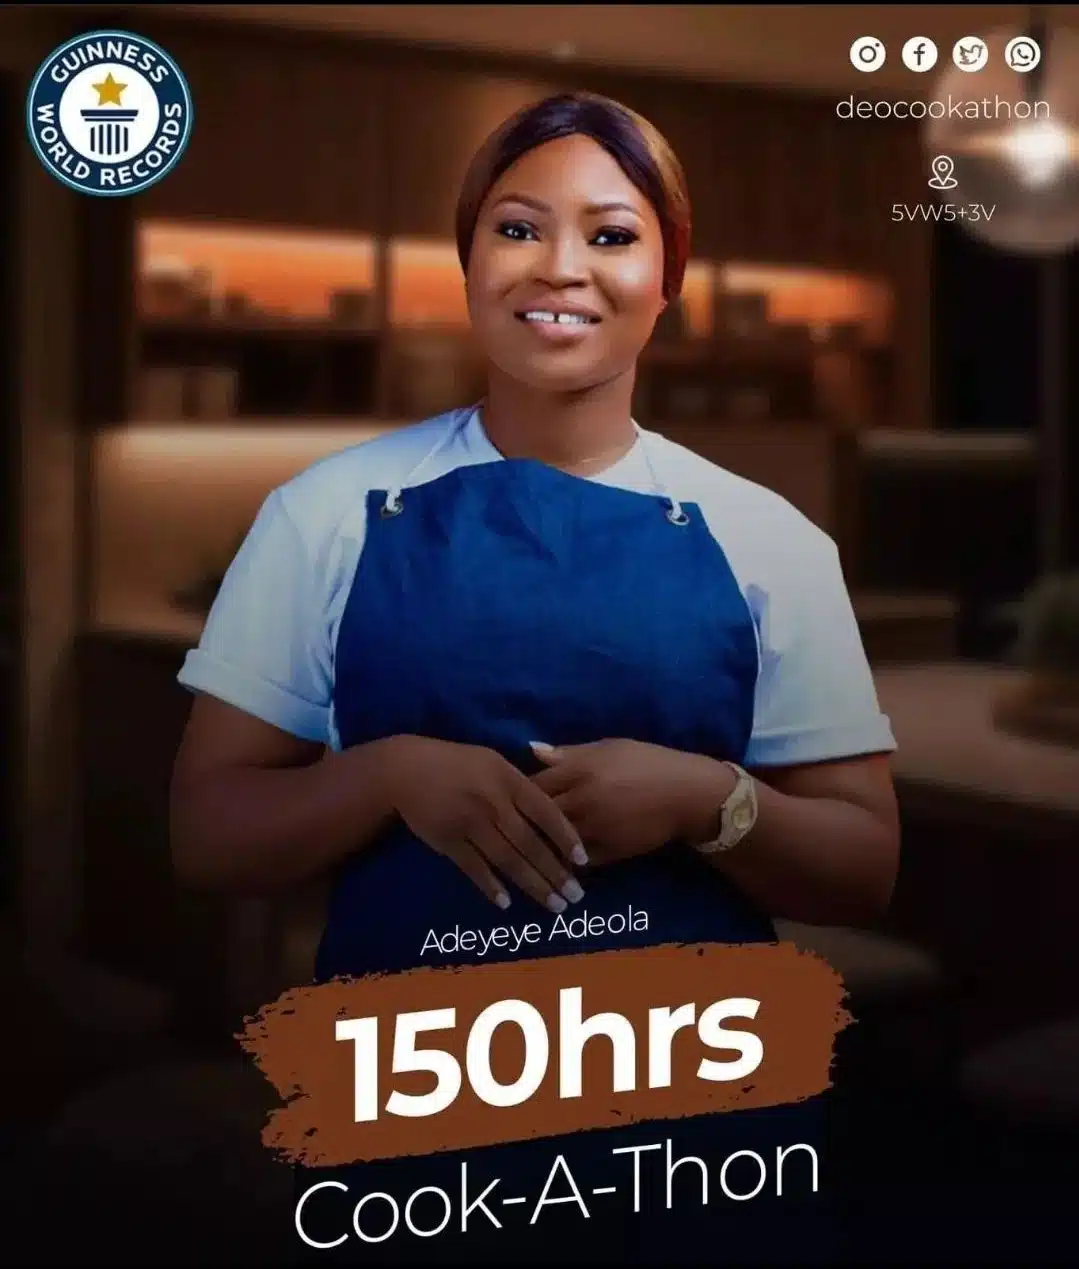 GUINNESS
WORLD RECORDS
deocookathon
5VW5+3V
Adeyeye Adeola
150hrs
Cook-A-Thon